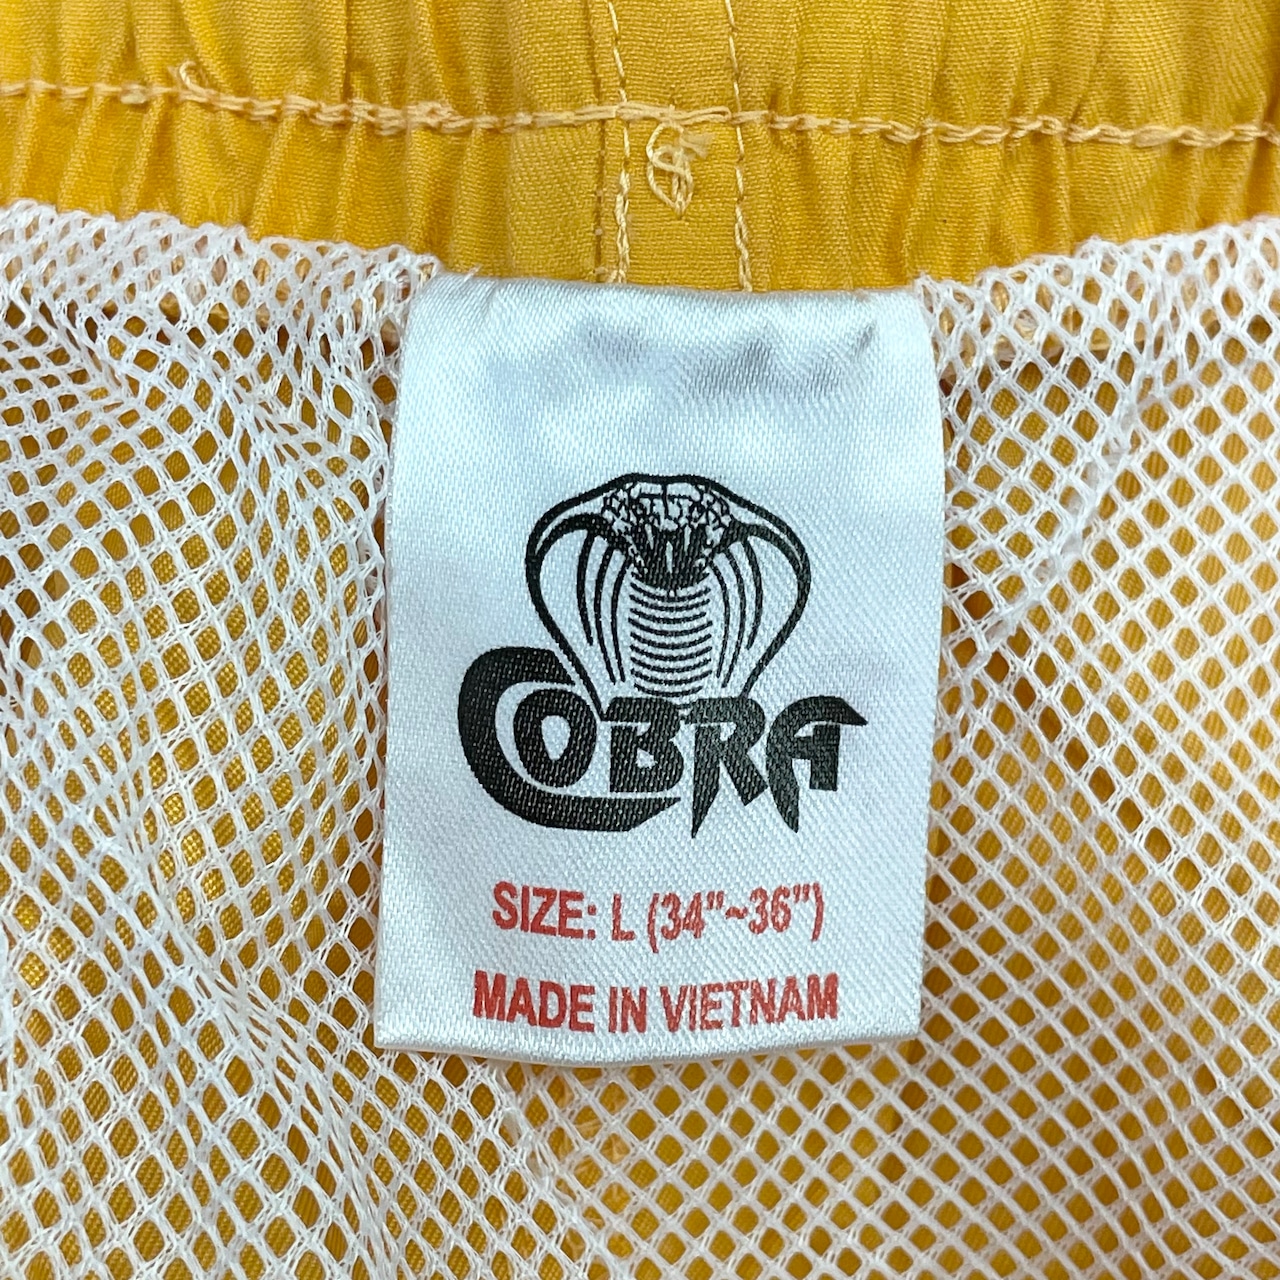 COBRA
SIZE: L (34"~36")
MADE IN VIETNAM